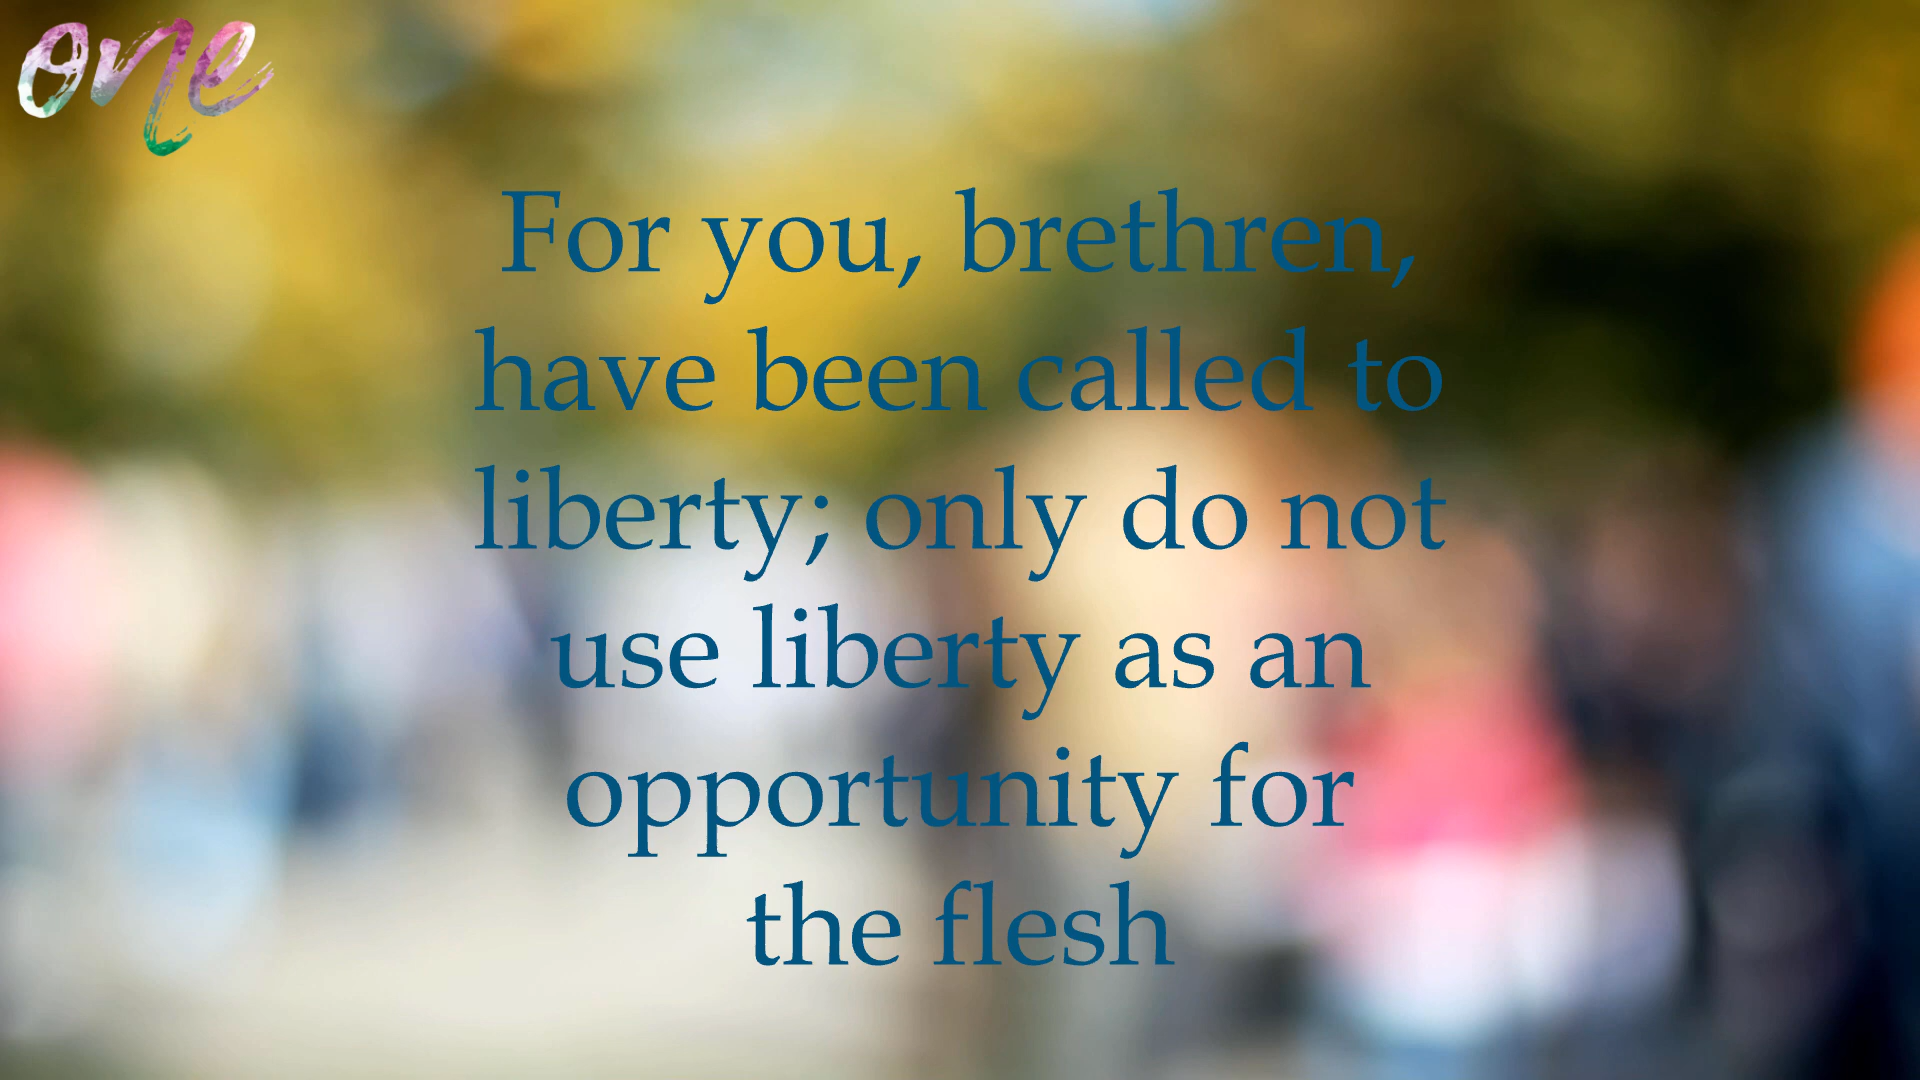 one
For you, brethren,
have been called to
liberty; only do not
use liberty as an
opportunity for
the flesh